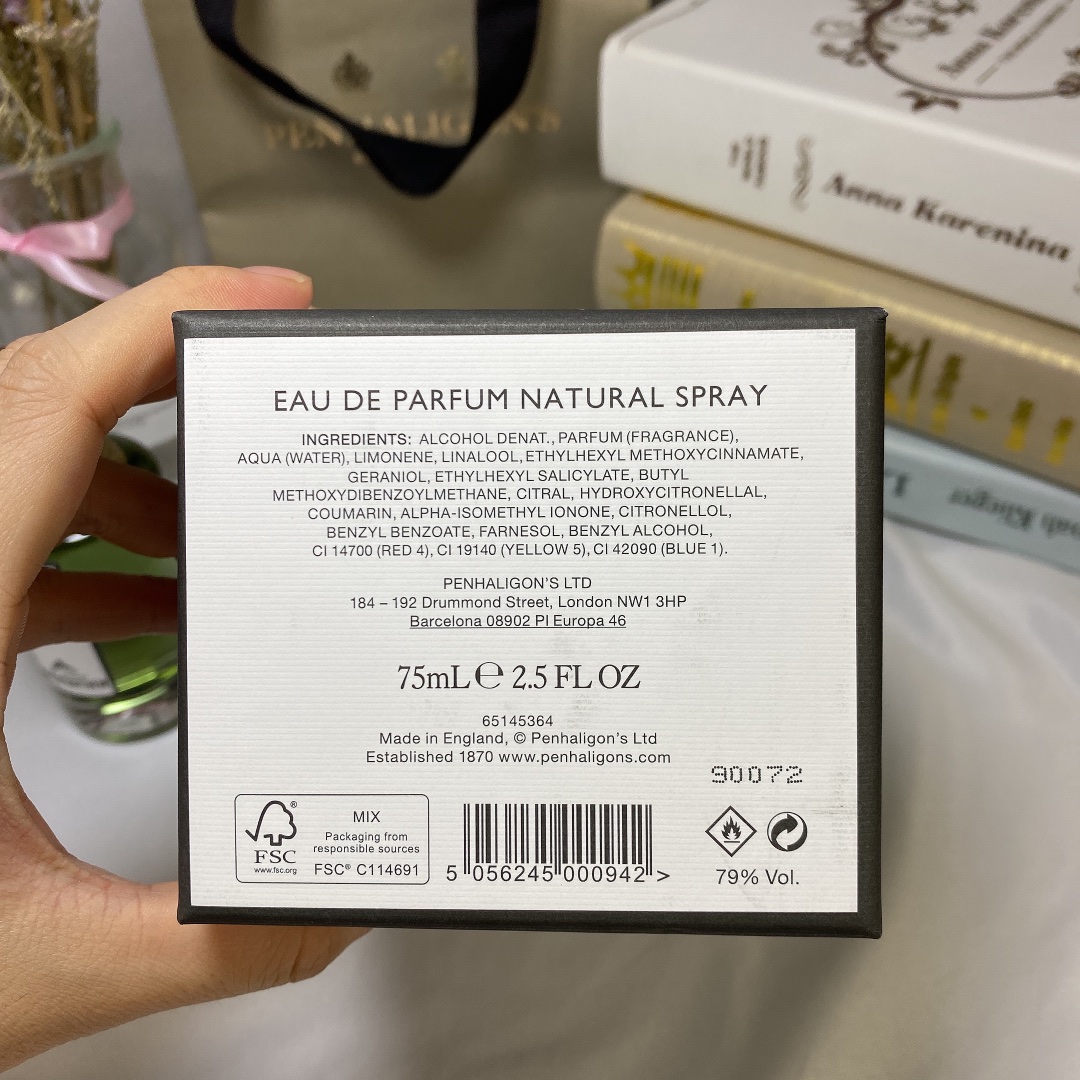 PENHALIGON'S
Anna Karenina
Anna Karenina
EAU DE PARFUM NATURAL SPRAY
INGREDIENTS: ALCOHOL DENAT., PARFUM (FRAGRANCE),
AQUA (WATER), LIMONENE, LINALOOL, ETHYLHEXYL METHOXYCINNAMATE,
GERANIOL, ETHYLHEXYL SALICYLATE, BUTYL
METHOXYDIBENZOYLMETHANE, CITRAL, HYDROXYCITRONELLAL,
COUMARIN, ALPHA-ISOMETHYL IONONE, CITRONELLOL,
BENZYL BENZOATE, FARNESOL, BENZYL ALCOHOL,
CI 14700 (RED 4), CI 19140 (YELLOW 5), CI 42090 (BLUE 1).
PENHALIGON'S LTD
184 – 192 Drummond Street, London NW1 3HP
Barcelona 08902 Pl Europa 46
75mL ℮ 2.5 FL OZ
65145364
Made in England, © Penhaligon's Ltd
Established 1870 www.penhaligons.com
90072
FSC
www.fsc.org
MIX
Packaging from
responsible sources
FSC® C114691
5 056245 000942 >
79% Vol.